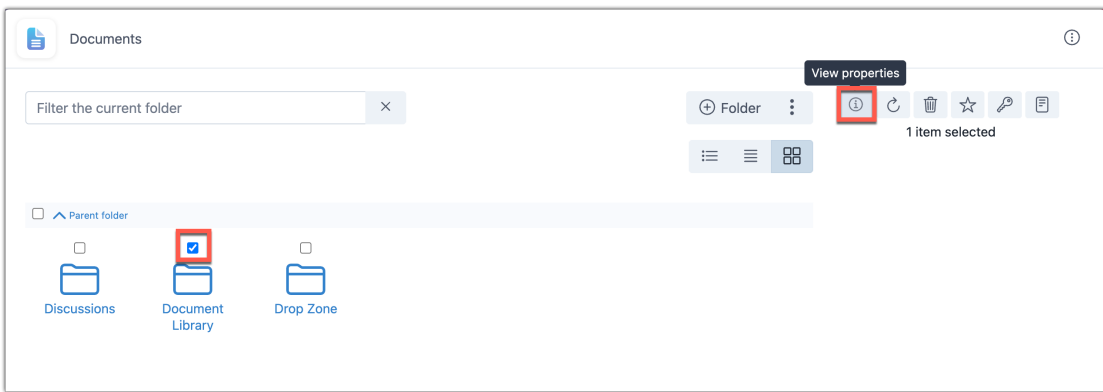 Documents
View properties
Filter the current folder
Folder
1 item selected
Parent folder
Discussions
Document
Library
Drop Zone